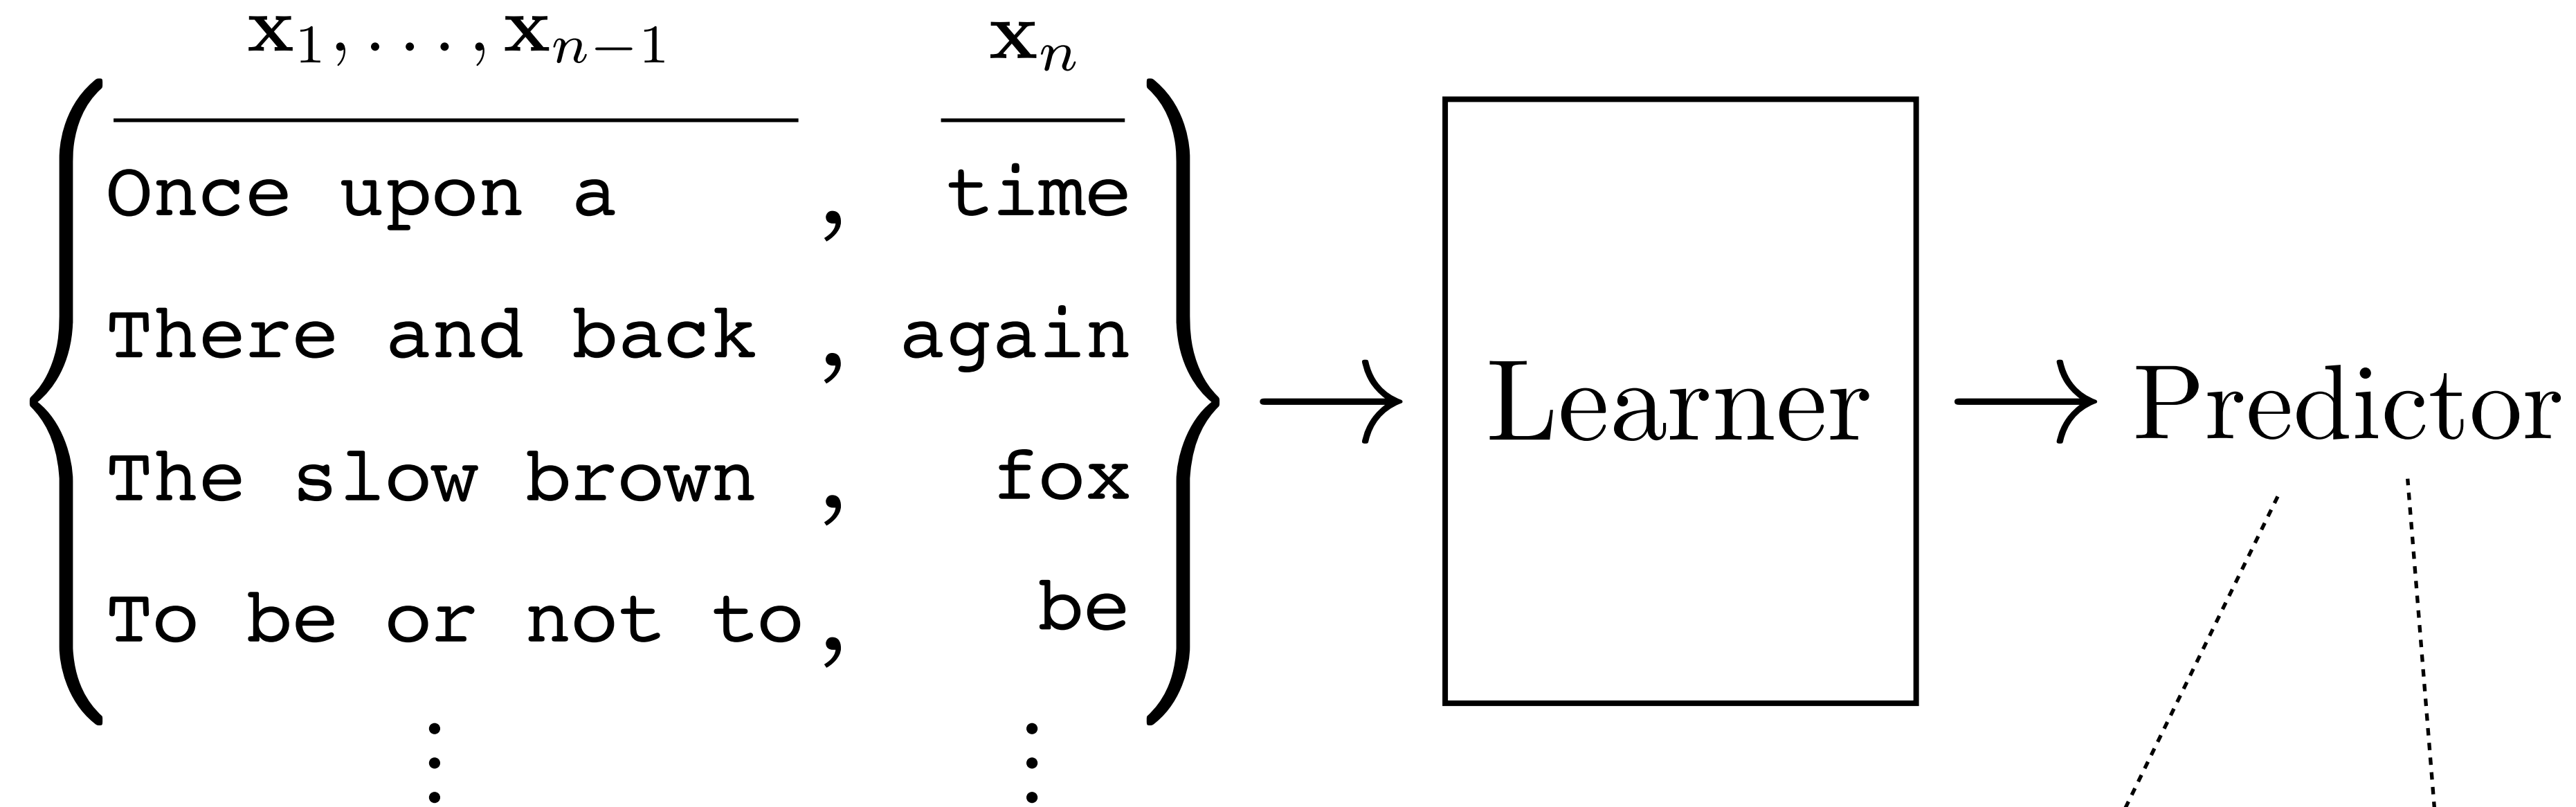 x₁, . . . , xₙ₋₁ xₙ
Once upon a , time
There and back , again
The slow brown , fox
To be or not to, be
Learner
Predictor